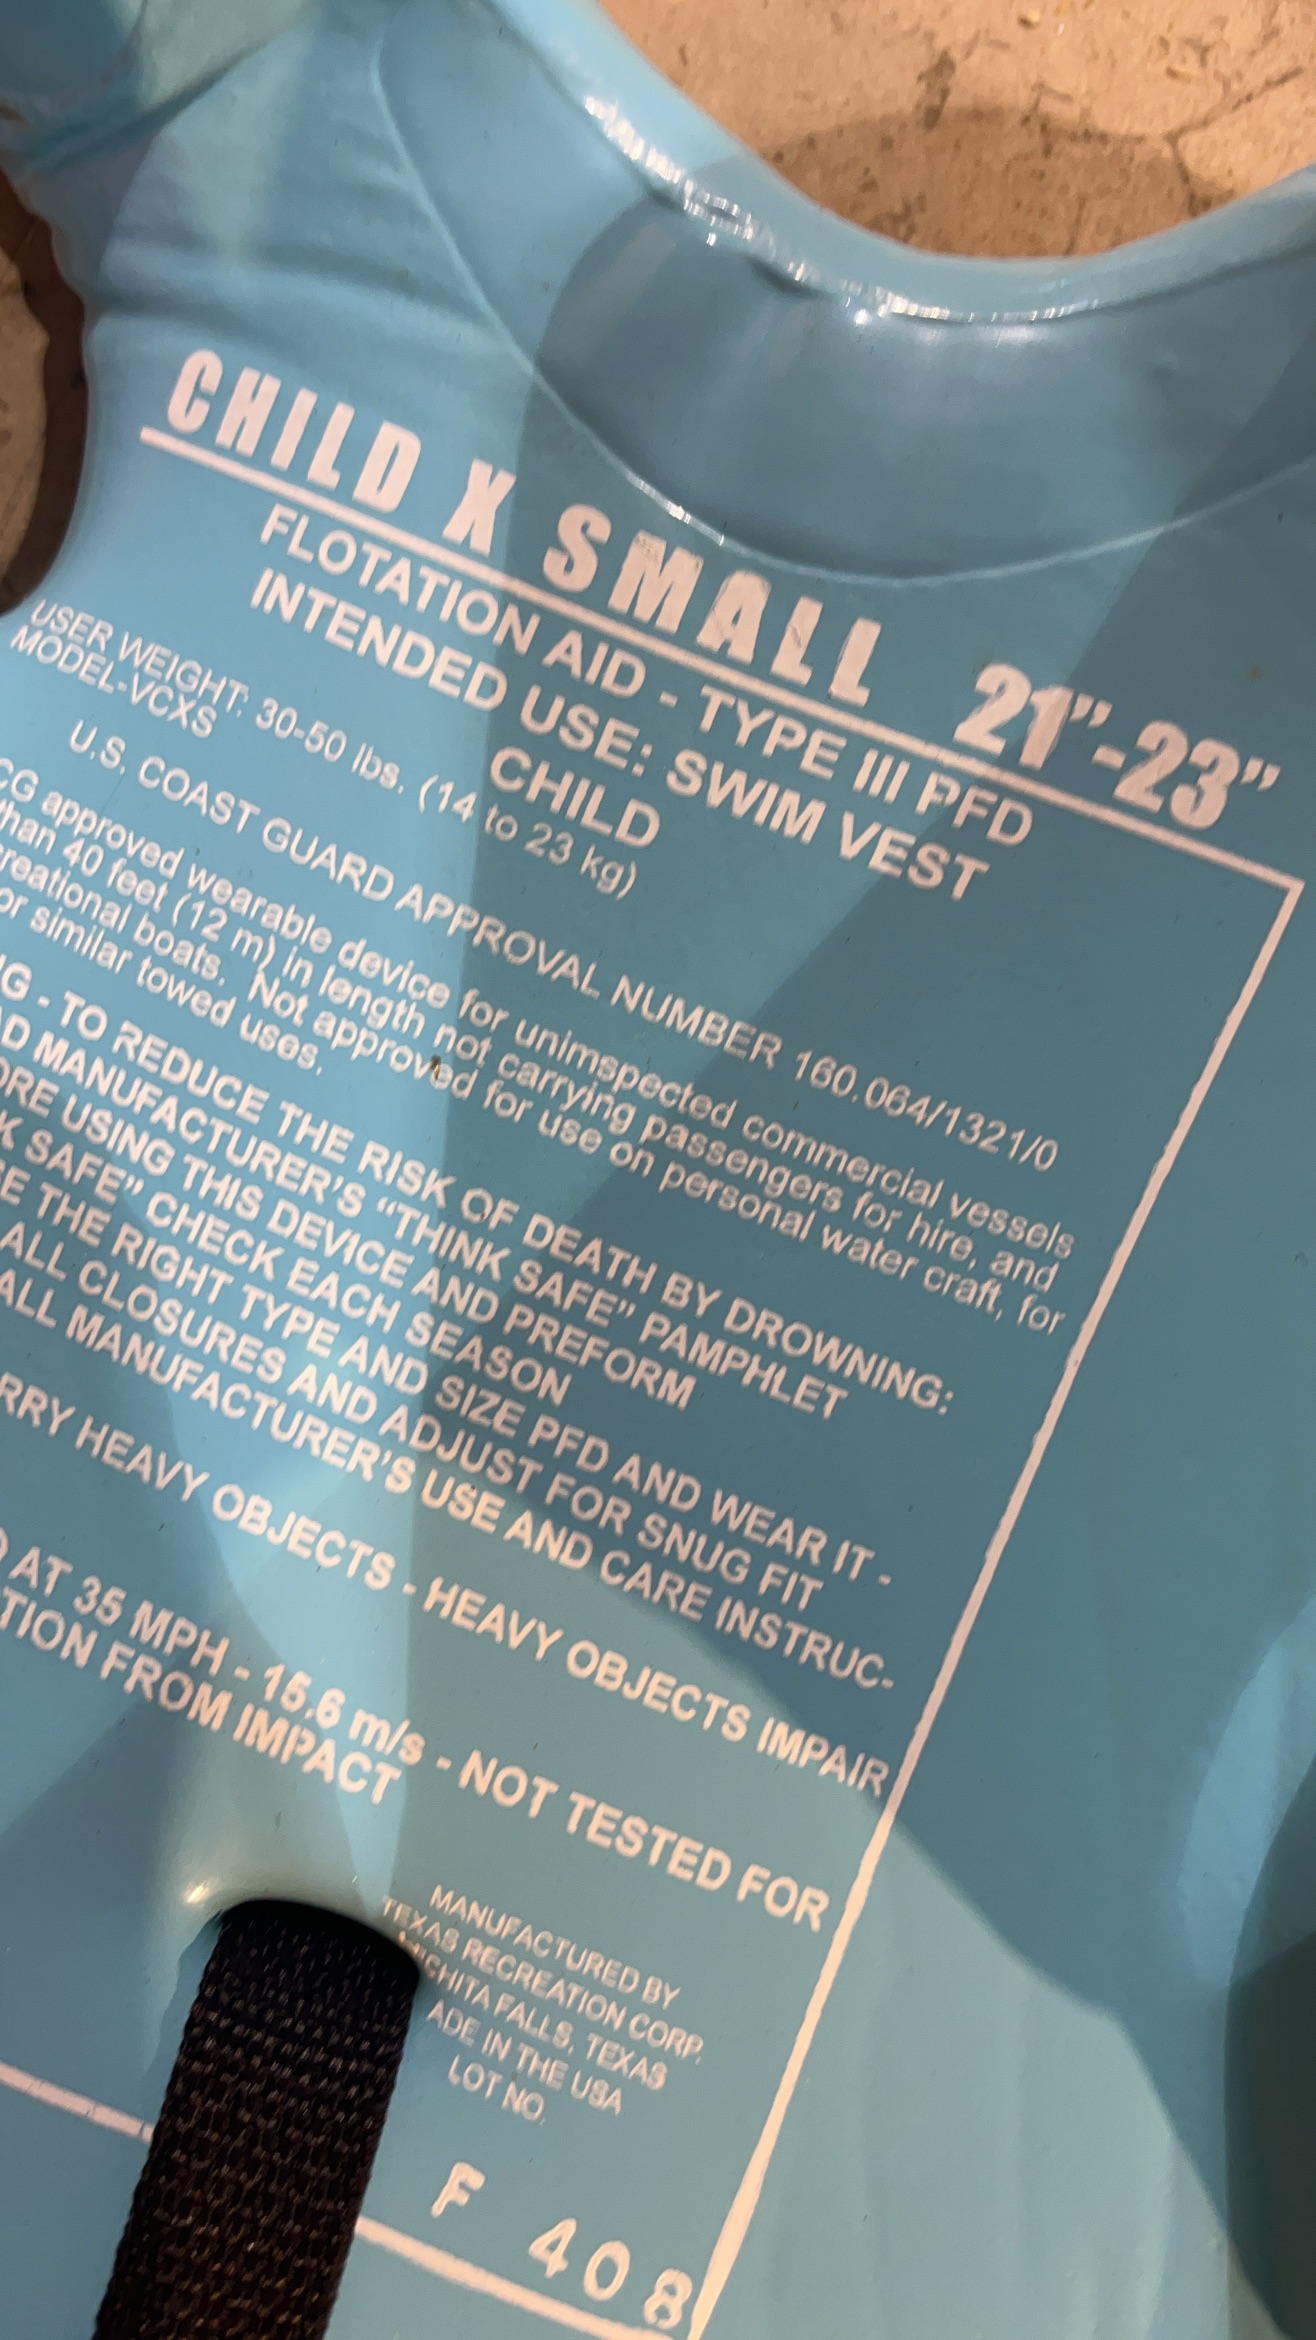 CHILD X SMALL 21"-23"
FLOTATION AID - TYPE III PFD
INTENDED USE: SWIM VEST
CHILD
USER WEIGHT: 30-50 lbs. (14 to 23 kg)
MODEL-VCXS
U.S. COAST GUARD APPROVAL NUMBER 160.064/1321/0
CG approved wearable device for unimspected commercial vessels
than 40 feet (12 m) in length not carrying passengers for hire, and
creational boats. Not approved for use on personal water craft, for
or similar towed uses.
G - TO REDUCE THE RISK OF DEATH BY DROWNING:
AD MANUFACTURER'S "THINK SAFE" PAMPHLET
ORE USING THIS DEVICE AND PREFORM
K SAFE" CHECK EACH SEASON
SE THE RIGHT TYPE AND SIZE PFD AND WEAR IT -
ALL CLOSURES AND ADJUST FOR SNUG FIT
ALL MANUFACTURER'S USE AND CARE INSTRUC-
RRY HEAVY OBJECTS - HEAVY OBJECTS IMPAIR
D AT 35 MPH - 15.6 m/s - NOT TESTED FOR
TION FROM IMPACT
MANUFACTURED BY
TEXAS RECREATION CORP.
ICHITA FALLS, TEXAS
ADE IN THE USA
LOT NO.
F 408